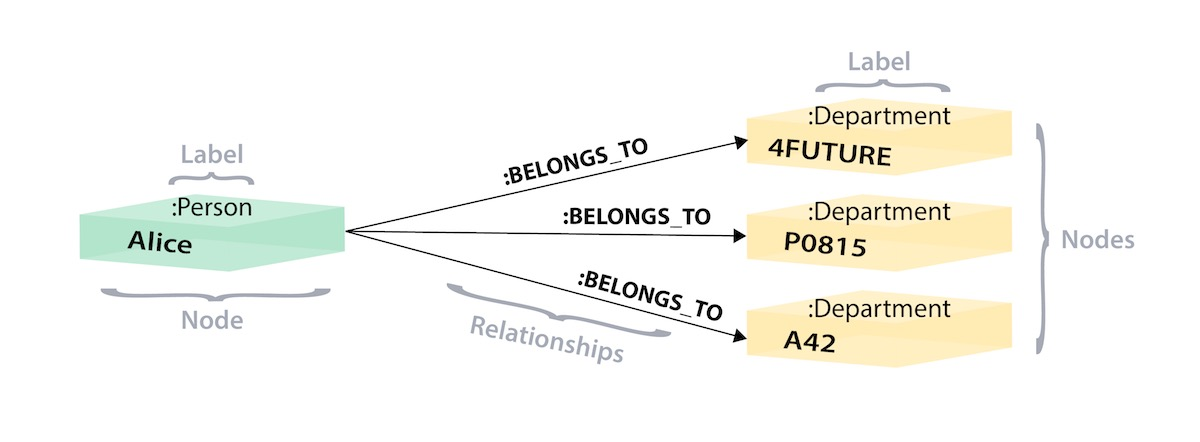 Label
:Person
Alice
Node
:BELONGS_TO
:BELONGS_TO
:BELONGS_TO
Relationships
Label
:Department
4FUTURE
:Department
P0815
:Department
A42
Nodes